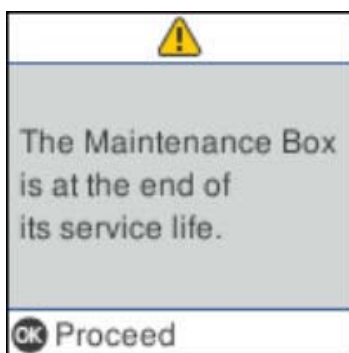 The Maintenance Box
is at the end of
its service life.
OK Proceed